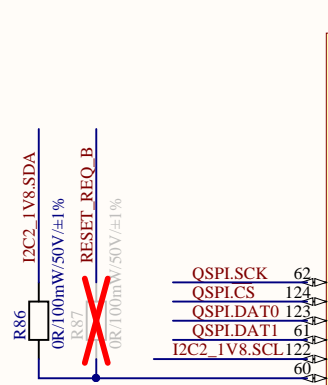 I2C2_1V8.SDA
RESET_REQ_B
R86
0R/100mW/50V/±1%
R87
0R/100mW/50V/±1%
QSPI.SCK 62
QSPI.CS 124
QSPI.DAT0 123
QSPI.DAT1 61
I2C2_1V8.SCL 122
60